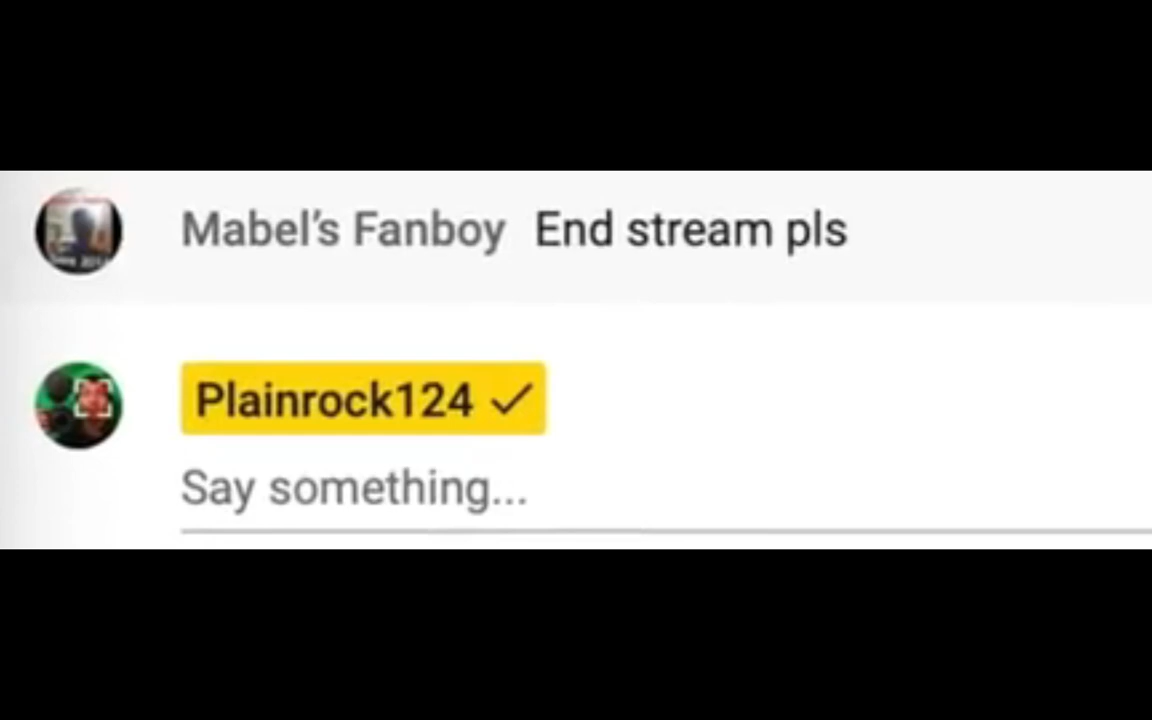 Mabel’s Fanboy End stream pls
Plainrock124 ✓
Say something...